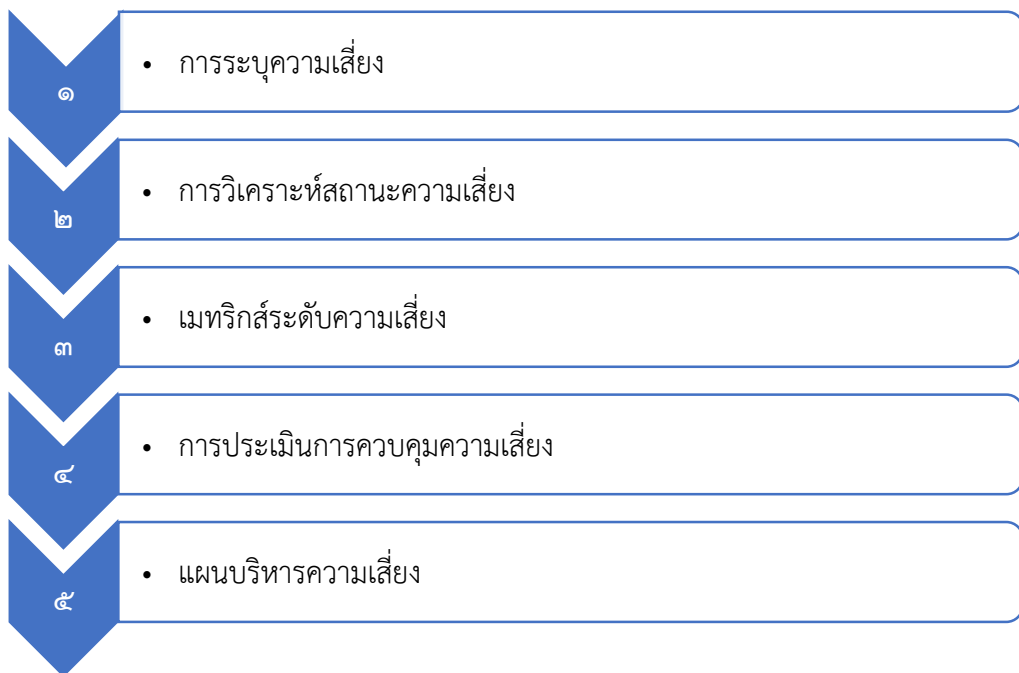 ๑
• การระบุความเสี่ยง
๒
• การวิเคราะห์สถานะความเสี่ยง
๓
• เมทริกส์ระดับความเสี่ยง
๔
• การประเมินการควบคุมความเสี่ยง
๕
• แผนบริหารความเสี่ยง